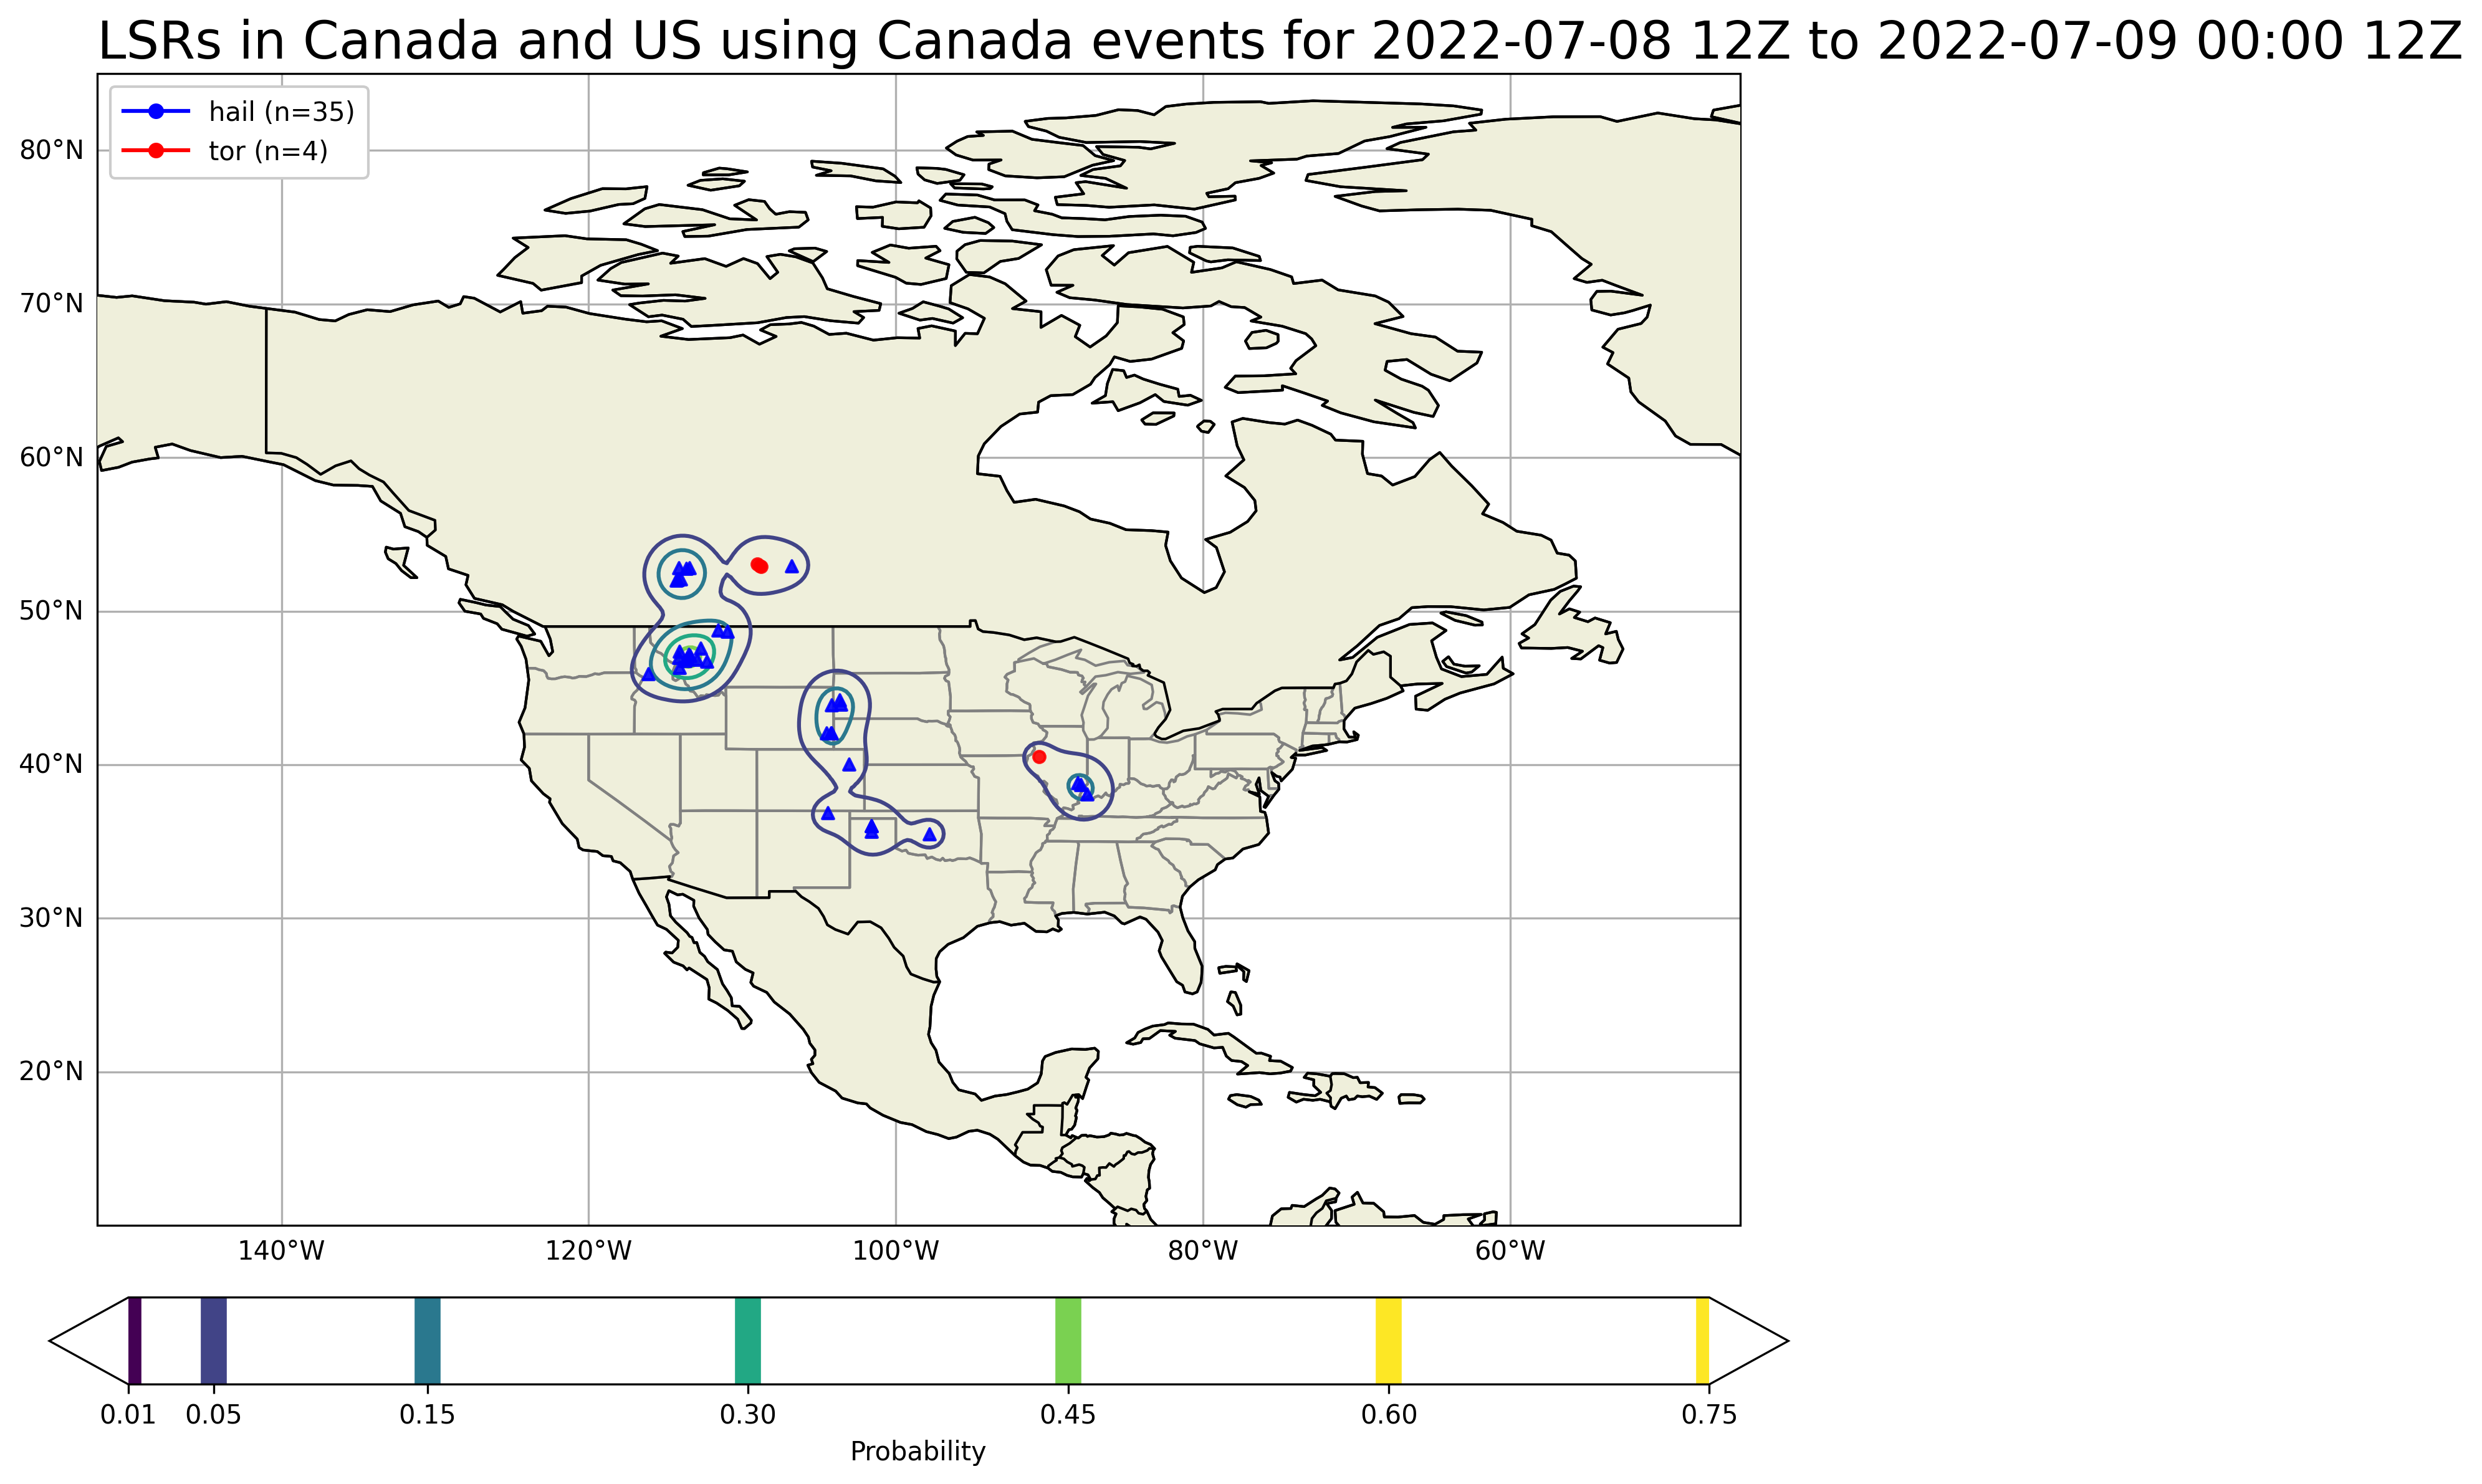 LSRs in Canada and US using Canada events for 2022-07-08 12Z to 2022-07-09 00:00 12Z
hail (n=35)
tor (n=4)
80°N
70°N
60°N
50°N
40°N
30°N
20°N
140°W 120°W 100°W 80°W 60°W
0.01 0.05 0.15 0.30 0.45 0.60 0.75
Probability